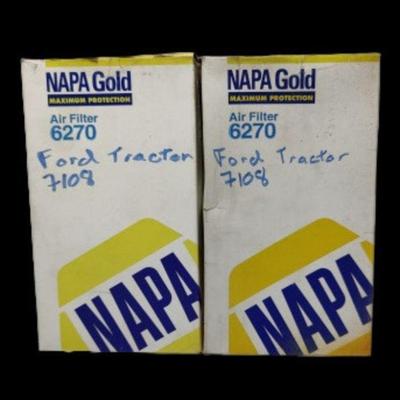 NAPA Gold
MAXIMUM PROTECTION
Air Filter
6270
Ford Tractor
7108
NAPA
NAPA Gold
MAXIMUM PROTECTION
Air Filter
6270
Ford Tractor
7108
NAPA